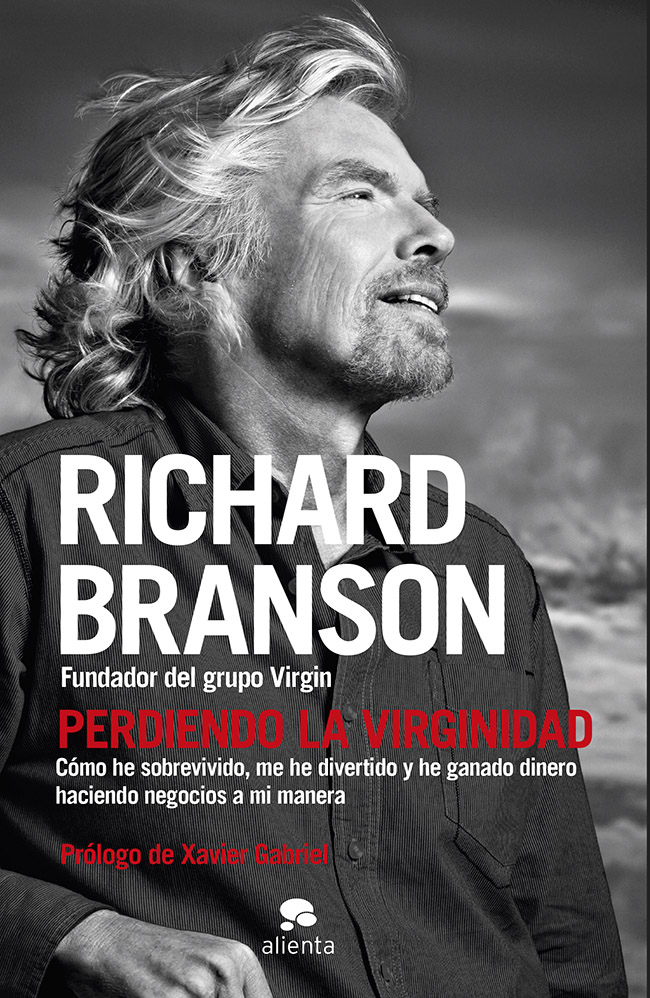 RICHARD
BRANSON
Fundador del grupo Virgin
PERDIENDO LA VIRGINIDAD
Cómo he sobrevivido, me he divertido y he ganado dinero
haciendo negocios a mi manera
Prólogo de Xavier Gabriel
alienta